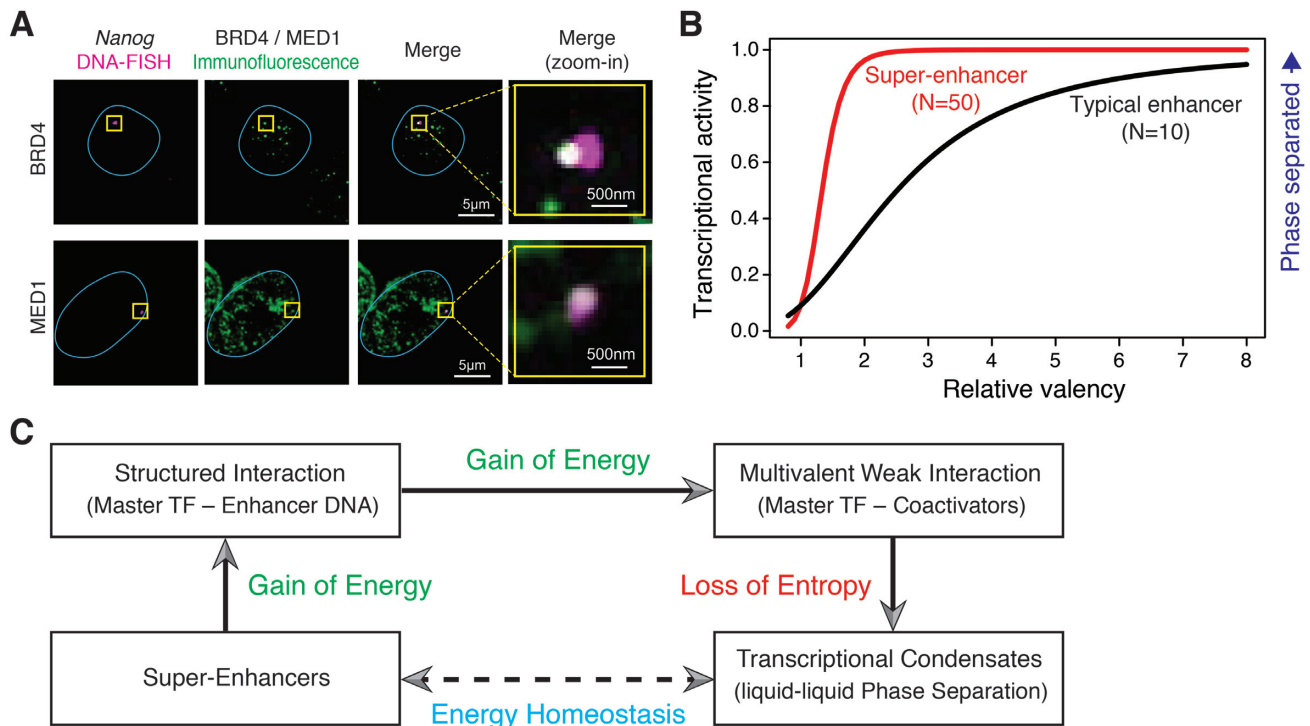 A
Nanog
DNA-FISH
BRD4 / MED1
Immunofluorescence
Merge
Merge
(zoom-in)
BRD4
5μm
500nm
MED1
5μm
500nm
B
Transcriptional activity
1.0
0.8
0.6
0.4
0.2
0.0
Super-enhancer
(N=50)
Typical enhancer
(N=10)
Phase separated
1 2 3 4 5 6 7 8
Relative valency
C
Structured Interaction
(Master TF – Enhancer DNA)
Gain of Energy
Multivalent Weak Interaction
(Master TF – Coactivators)
Gain of Energy
Loss of Entropy
Super-Enhancers
Energy Homeostasis
Transcriptional Condensates
(liquid-liquid Phase Separation)